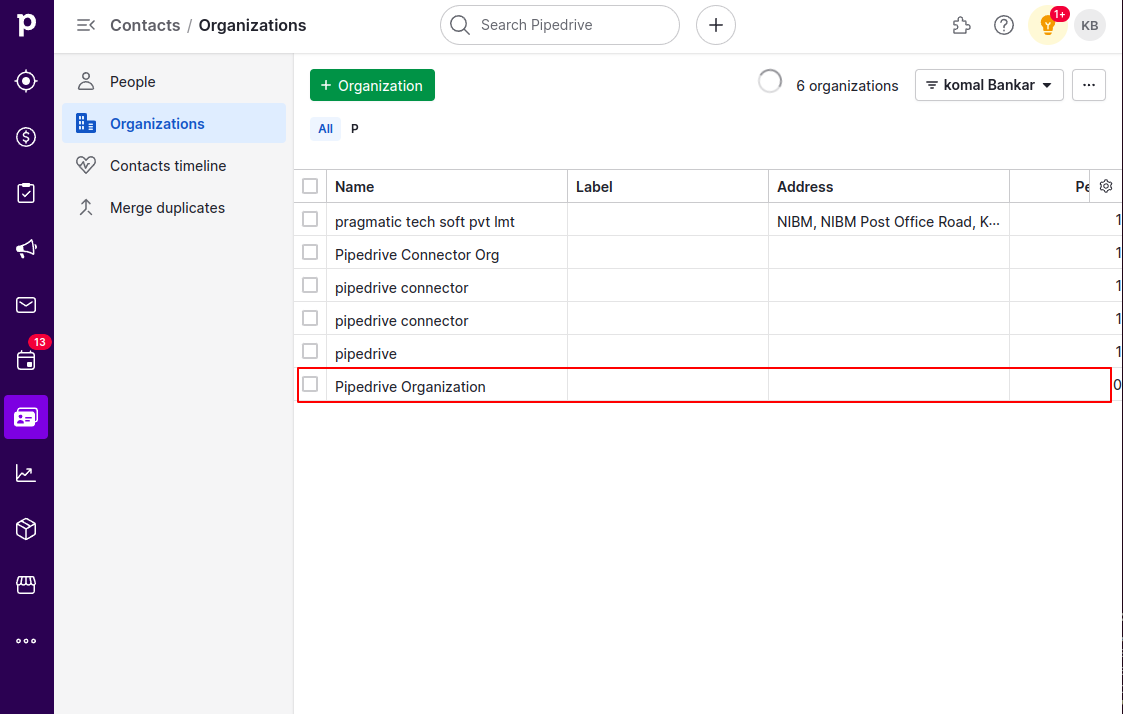 p
Contacts / Organizations
Search Pipedrive
1+
KB
People
Organizations
Contacts timeline
Merge duplicates
13
+ Organization
6 organizations
komal Bankar
...
All P
Name Label Address Pe
pragmatic tech soft pvt lmt NIBM, NIBM Post Office Road, K... 1
Pipedrive Connector Org 1
pipedrive connector 1
pipedrive connector 1
pipedrive 1
Pipedrive Organization 0